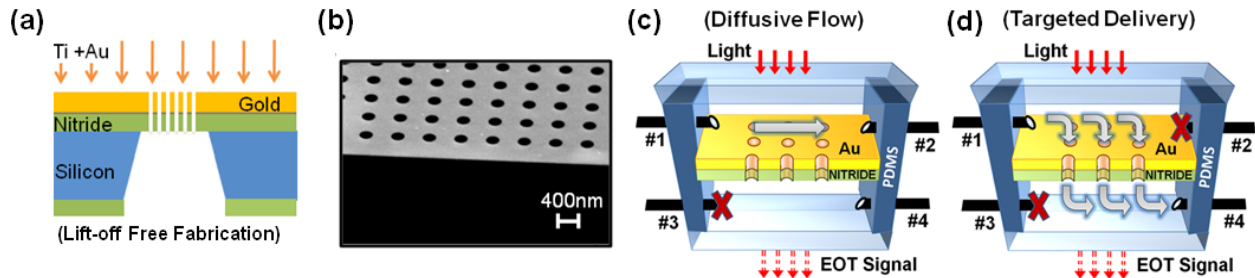 (a)
Ti +Au
Gold
Nitride
Silicon
(Lift-off Free Fabrication)
(b)
400nm
(c)
(Diffusive Flow)
Light
#1
Au
#2
NITRIDE
PDMS
#3
#4
EOT Signal
(d)
(Targeted Delivery)
Light
#1
Au
#2
NITRIDE
PDMS
#3
#4
EOT Signal